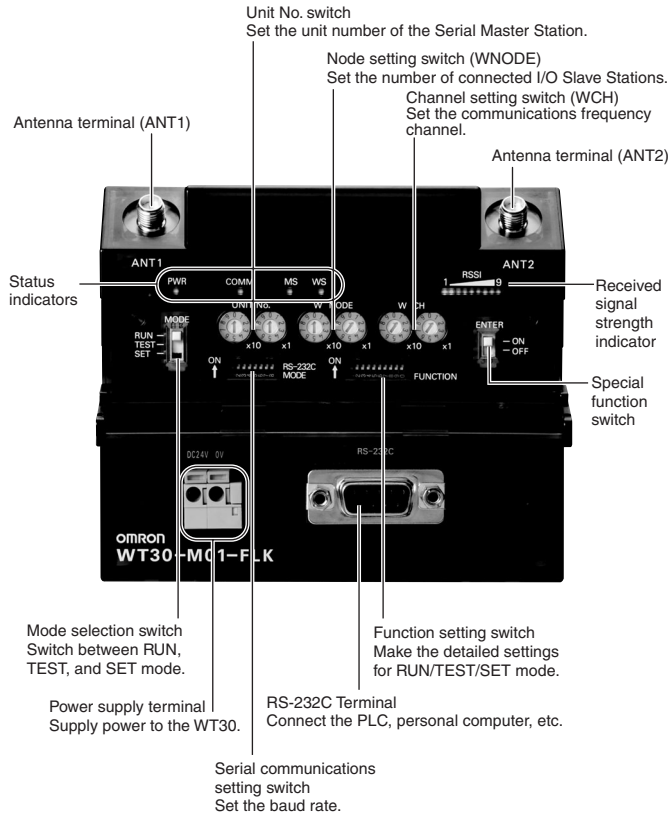 Unit No. switch
Set the unit number of the Serial Master Station.
Node setting switch (WNODE)
Set the number of connected I/O Slave Stations.
Channel setting switch (WCH)
Set the communications frequency
channel.
Antenna terminal (ANT1)
Antenna terminal (ANT2)
ANT1
ANT2
PWR
COMM
MS
WS
RSSI
1
9
Status
indicators
Received
signal
strength
indicator
UNIT No.
MODE
RUN
TEST
SET
x10
x1
x10
x1
x10
x1
ENTER
ON
OFF
ON
RS-232C
MODE
ON
FUNCTION
Special
function
switch
DC24V 0V
RS-232C
OMRON
WT30-M01-FLK
Mode selection switch
Switch between RUN,
TEST, and SET mode.
Function setting switch
Make the detailed settings
for RUN/TEST/SET mode.
Power supply terminal
Supply power to the WT30.
RS-232C Terminal
Connect the PLC, personal computer, etc.
Serial communications
setting switch
Set the baud rate.